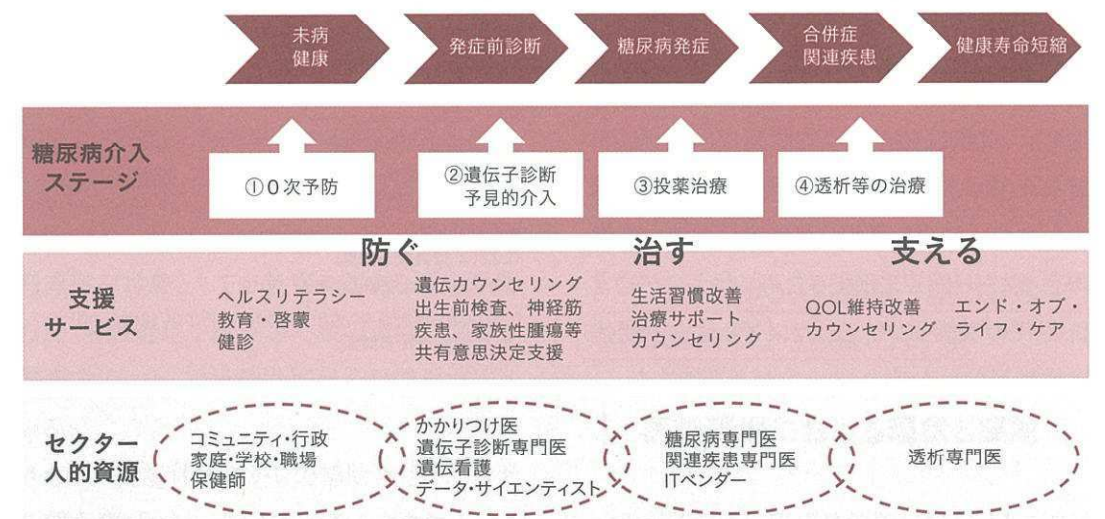 未病
健康
発症前診断
糖尿病発症
合併症
関連疾患
健康寿命短縮
糖尿病介入
ステージ
①0次予防
②遺伝子診断
予見的介入
③投薬治療
④透析等の治療
防ぐ
治す
支える
支援
サービス
ヘルスリテラシー
教育・啓蒙
健診
遺伝カウンセリング
出生前検査、神経筋
疾患、家族性腫瘍等
共有意思決定支援
生活習慣改善
治療サポート
カウンセリング
QOL維持改善
カウンセリング
エンド・オブ・
ライフ・ケア
セクター
人的資源
コミュニティ・行政
家庭・学校・職場
保健師
かかりつけ医
遺伝子診断専門医
遺伝看護
データ・サイエンティスト
糖尿病専門医
関連疾患専門医
ITベンダー
透析専門医